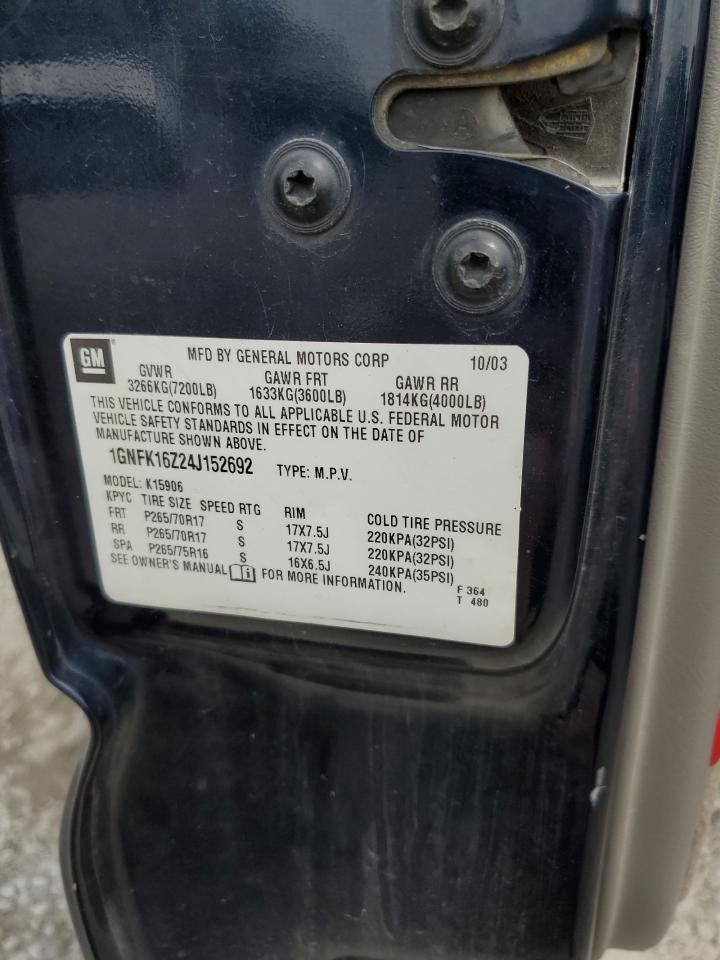 A
GM
MFD BY GENERAL MOTORS CORP 10/03
GVWR GAWR FRT GAWR RR
3266KG(7200LB) 1633KG(3600LB) 1814KG(4000LB)
THIS VEHICLE CONFORMS TO ALL APPLICABLE U.S. FEDERAL MOTOR
VEHICLE SAFETY STANDARDS IN EFFECT ON THE DATE OF
MANUFACTURE SHOWN ABOVE.
1GNFK16Z24J152692 TYPE: M.P.V.
MODEL: K15906
KPYC TIRE SIZE SPEED RTG RIM COLD TIRE PRESSURE
FRT P265/70R17 S 17X7.5J 220KPA(32PSI)
RR P265/70R17 S 17X7.5J 220KPA(32PSI)
SPA P265/75R16 S 16X6.5J 240KPA(35PSI)
SEE OWNER'S MANUAL i FOR MORE INFORMATION.
F 364
T 480